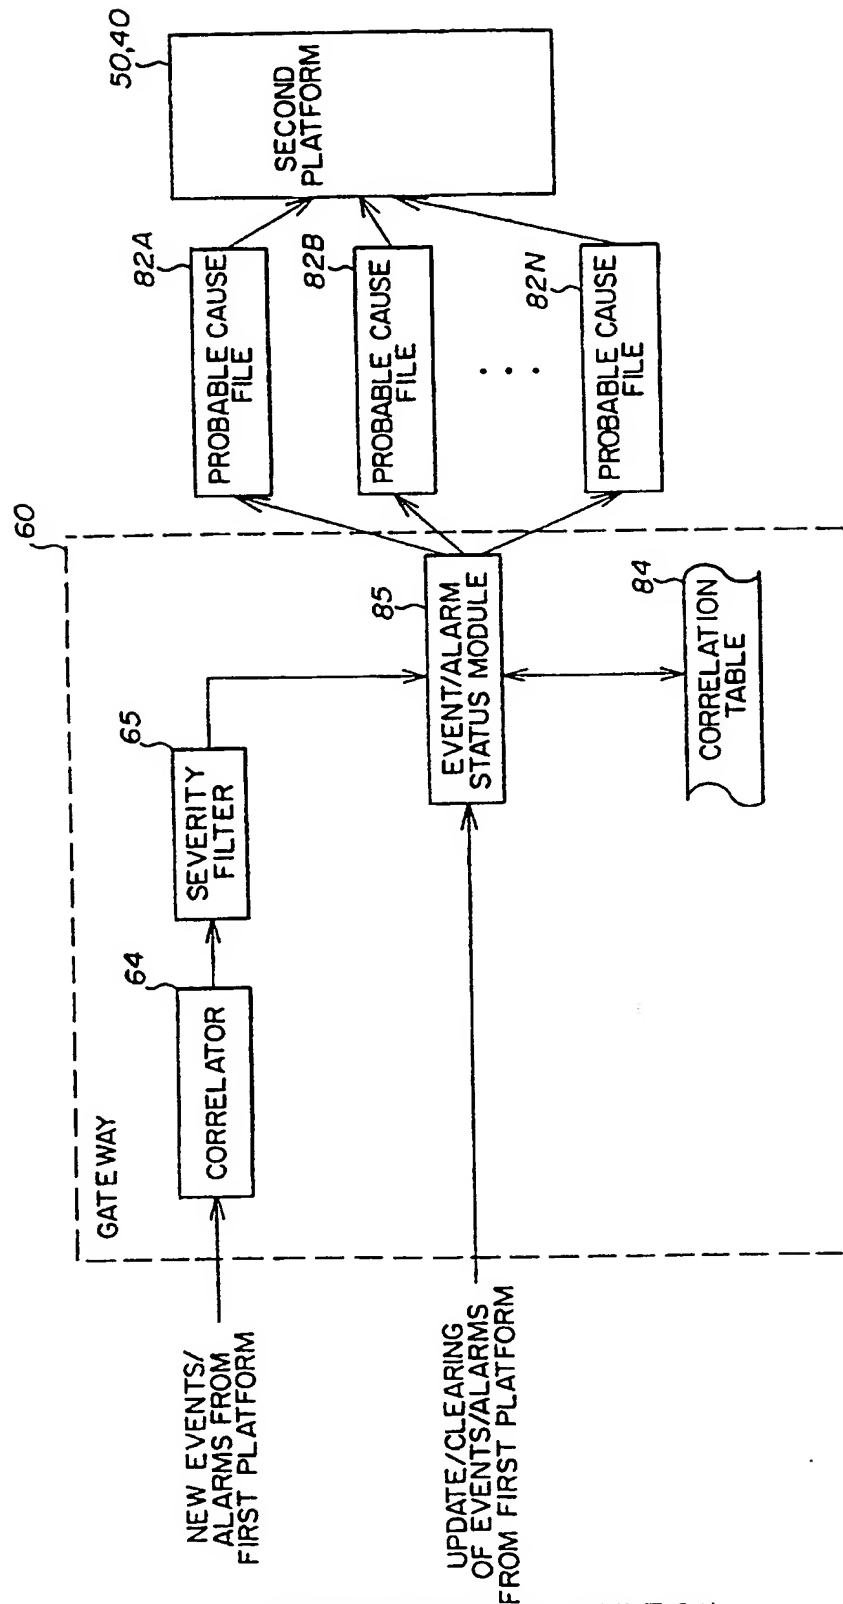 60
GATEWAY
NEW EVENTS/
ALARMS FROM
FIRST PLATFORM
64
CORRELATOR
65
SEVERITY
FILTER
UPDATE/CLEARING
OF EVENTS/ALARMS
FROM FIRST PLATFORM
85
EVENT/ALARM
STATUS MODULE
84
CORRELATION
TABLE
82A
PROBABLE CAUSE
FILE
82B
PROBABLE CAUSE
FILE
. . .
82N
PROBABLE CAUSE
FILE
50,40
SECOND
PLATFORM